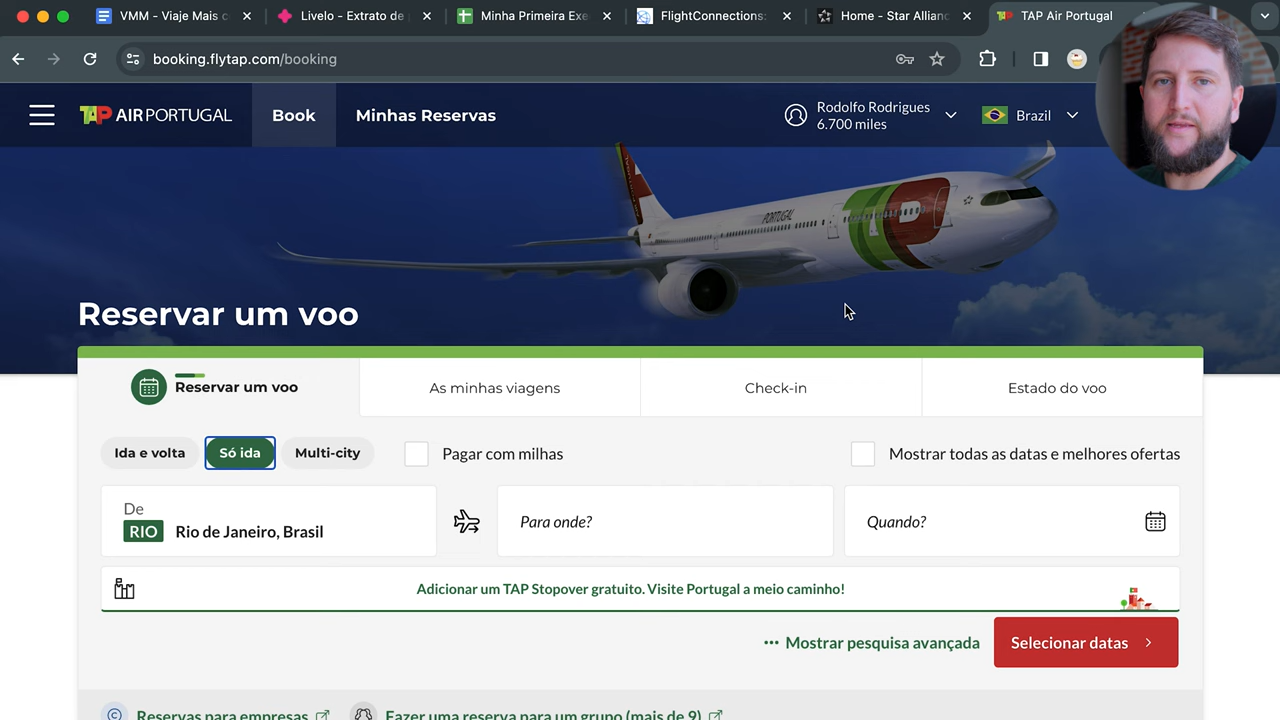 VMM - Viaje Mais c
Livelo - Extrato de
Minha Primeira Exe
FlightConnections:
Home - Star Allianc
TAP Air Portugal
booking.flytap.com/booking
TAP AIRPORTUGAL
Book
Minhas Reservas
Rodolfo Rodrigues
6.700 miles
Brazil
PORTUGAL
Reservar um voo
Reservar um voo
As minhas viagens
Check-in
Estado do voo
Ida e volta
Só ida
Multi-city
Pagar com milhas
Mostrar todas as datas e melhores ofertas
De
RIO Rio de Janeiro, Brasil
Para onde?
Quando?
Adicionar um TAP Stopover gratuito. Visite Portugal a meio caminho!
Mostrar pesquisa avançada
Selecionar datas
Reservas para empresas
Fazer uma reserva para um grupo (mais de 9)